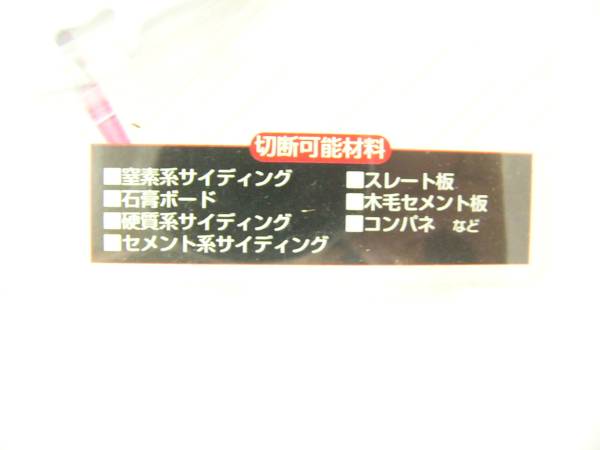 切断可能材料
■窒素系サイディング
■石膏ボード
■硬質系サイディング
■セメント系サイディング
■スレート板
■木毛セメント板
■コンパネ など